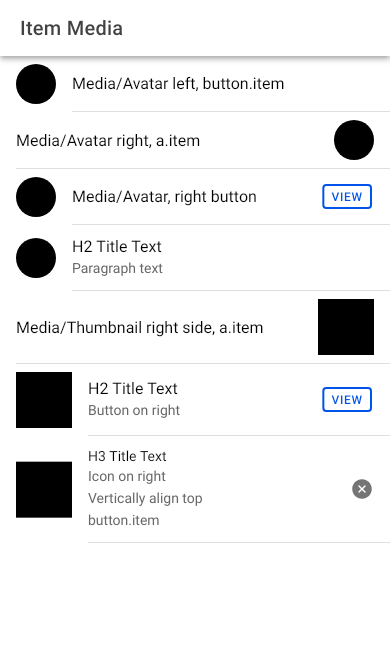 Item Media
Media/Avatar left, button.item
Media/Avatar right, a.item
Media/Avatar, right button
VIEW
H2 Title Text
Paragraph text
Media/Thumbnail right side, a.item
H2 Title Text
Button on right
VIEW
H3 Title Text
Icon on right
Vertically align top
button.item